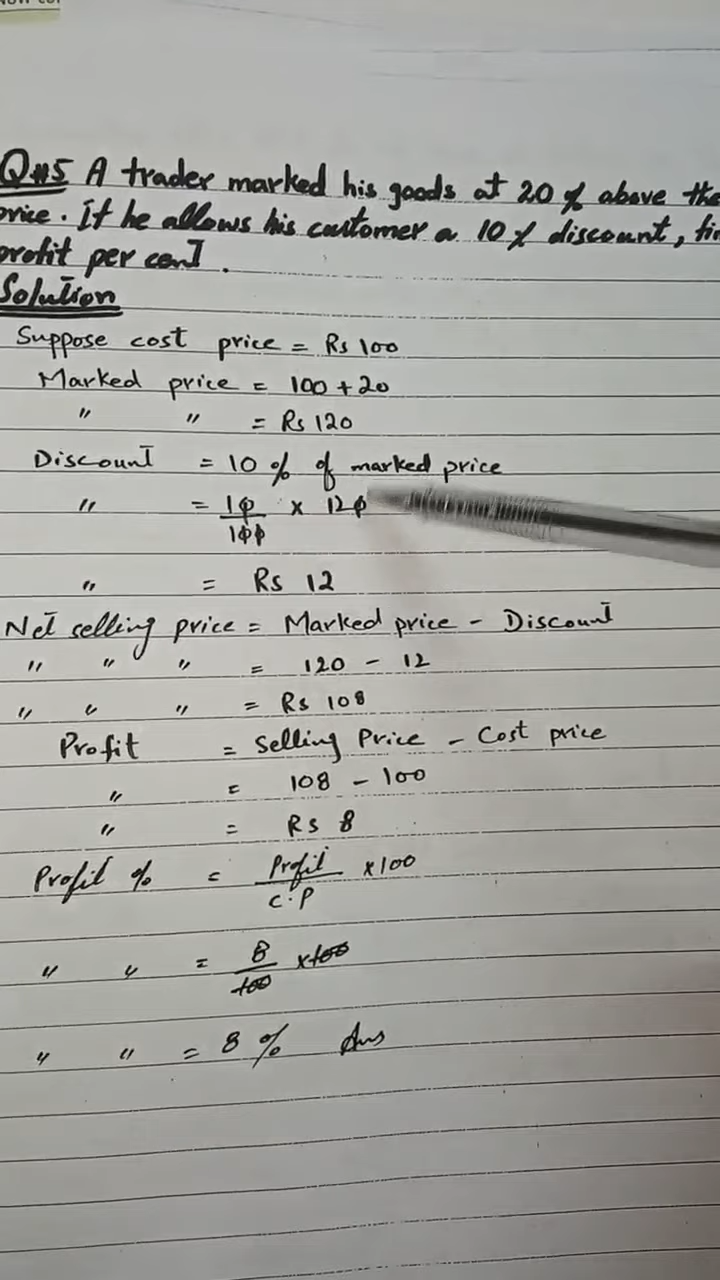 Q#5 A trader marked his goods at 20% above the
price. If he allows his customer a 10% discount,
profit per cent.
Solution
Suppose cost price = Rs 100
Marked price = 100 + 20
" " = Rs 120
Discount = 10% of marked price
" = 10/100 x 120
" = Rs 12
Net selling price = Marked price - Discount
" " " = 120 - 12
" " " = Rs 108
Profit = Selling Price - Cost price
" = 108 - 100
" = Rs 8
Profit % = Profit/C.P x100
" " = 8/100 x100
" " = 8% Ans